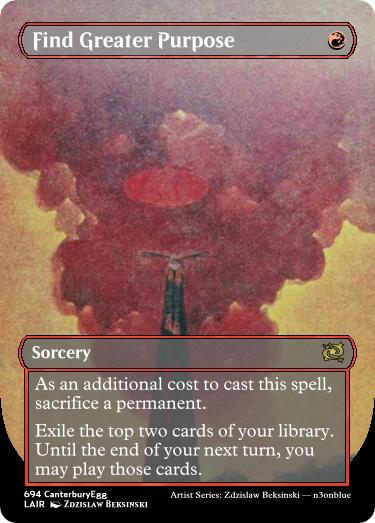 Find Greater Purpose
Sorcery
As an additional cost to cast this spell,
sacrifice a permanent.
Exile the top two cards of your library.
Until the end of your next turn, you
may play those cards.
694 CanterburyEgg
Artist Series: Zdzislaw Beksinski — n3onblue
LAIR Zdzislaw Beksinski